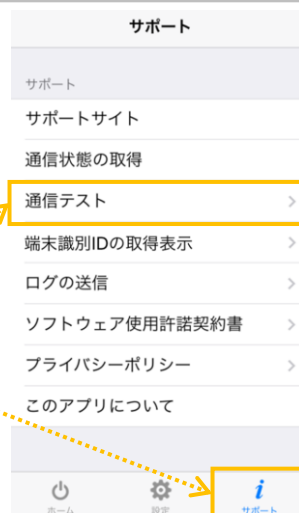 サポート
サポート
サポートサイト
通信状態の取得
通信テスト
端末識別IDの取得表示
ログの送信
ソフトウェア使用許諾契約書
プライバシーポリシー
このアプリについて
ホーム
設定
サポート